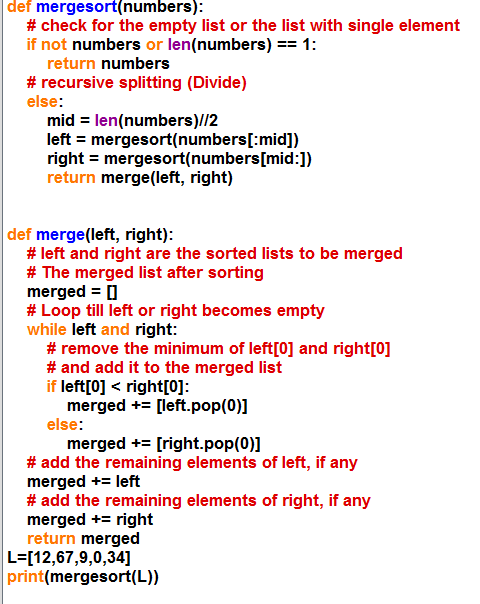 def mergesort(numbers):
# check for the empty list or the list with single element
if not numbers or len(numbers) == 1:
return numbers
# recursive splitting (Divide)
else:
mid = len(numbers)//2
left = mergesort(numbers[:mid])
right = mergesort(numbers[mid:])
return merge(left, right)
def merge(left, right):
# left and right are the sorted lists to be merged
# The merged list after sorting
merged = []
# Loop till left or right becomes empty
while left and right:
# remove the minimum of left[0] and right[0]
# and add it to the merged list
if left[0] < right[0]:
merged += [left.pop(0)]
else:
merged += [right.pop(0)]
# add the remaining elements of left, if any
merged += left
# add the remaining elements of right, if any
merged += right
return merged
L=[12,67,9,0,34]
print(mergesort(L))